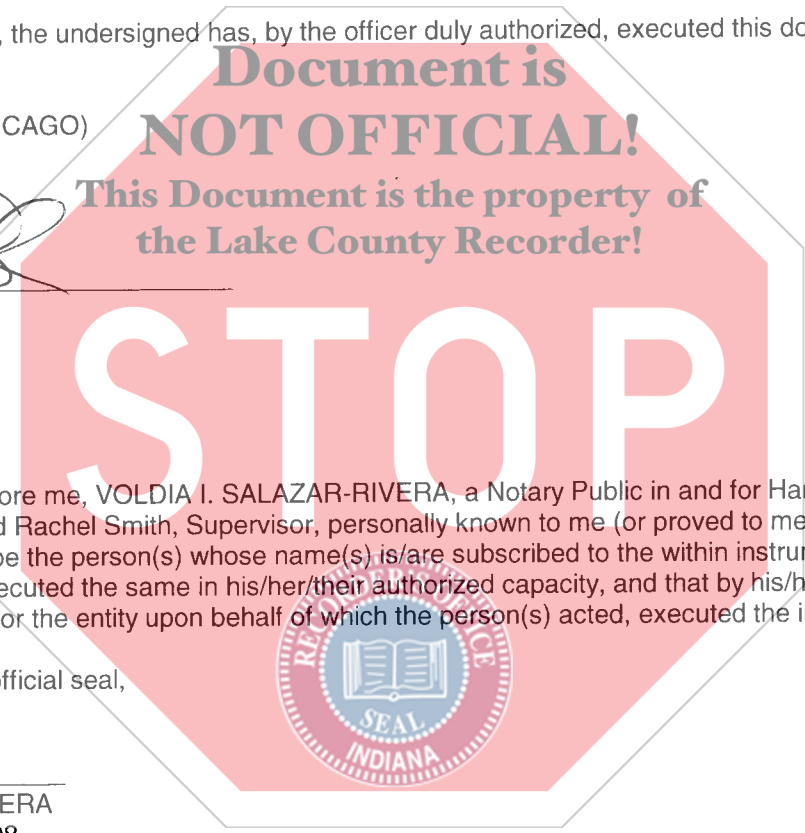 , the undersigned has, by the officer duly authorized, executed this do
Document is
CAGO)
NOT OFFICIAL!
This Document is the property of
the Lake County Recorder!
STOP
ore me, VOLDIA I. SALAZAR-RIVERA, a Notary Public in and for Har
d Rachel Smith, Supervisor, personally known to me (or proved to me
be the person(s) whose name(s) is/are subscribed to the within instrum
ecuted the same in his/her/their authorized capacity, and that by his/h
or the entity upon behalf of which the person(s) acted, executed the i
RECORDER'S OFFICE
official seal,
SEAL
INDIANA
ERA